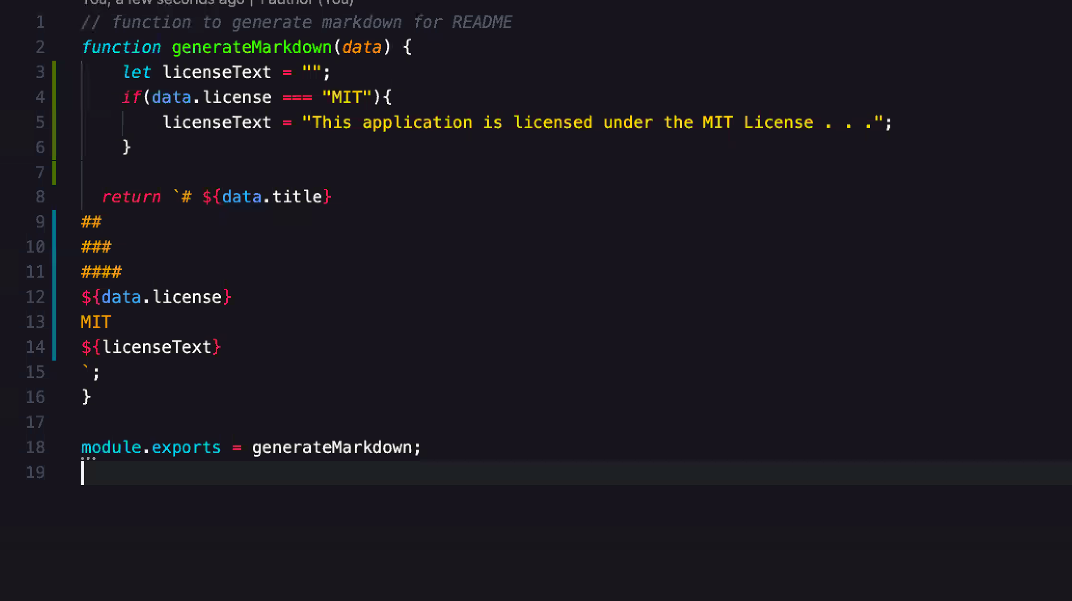 You, a few seconds ago | 1 author (You)
1 // function to generate markdown for README
2 function generateMarkdown(data) {
3 let licenseText = "";
4 if(data.license === "MIT"){
5 licenseText = "This application is licensed under the MIT License . . .";
6 }
7
8 return `# ${data.title}
9 ##
10 ###
11 ####
12 ${data.license}
13 MIT
14 ${licenseText}
15 `;
16 }
17
18 module.exports = generateMarkdown;
19